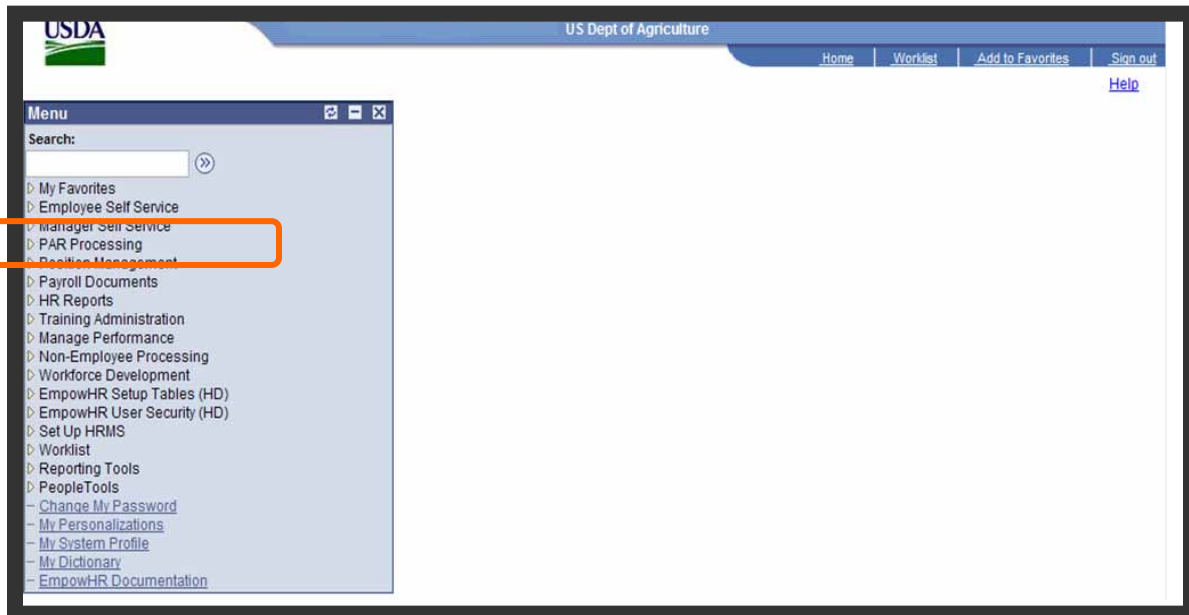 USDA
US Dept of Agriculture
Home Worklist Add to Favorites Sign out
Help
Menu
Search:
My Favorites
Employee Self Service
Manager Self Service
PAR Processing
Position Management
Payroll Documents
HR Reports
Training Administration
Manage Performance
Non-Employee Processing
Workforce Development
EmpowHR Setup Tables (HD)
EmpowHR User Security (HD)
Set Up HRMS
Worklist
Reporting Tools
PeopleTools
Change My Password
My Personalizations
My System Profile
My Dictionary
EmpowHR Documentation